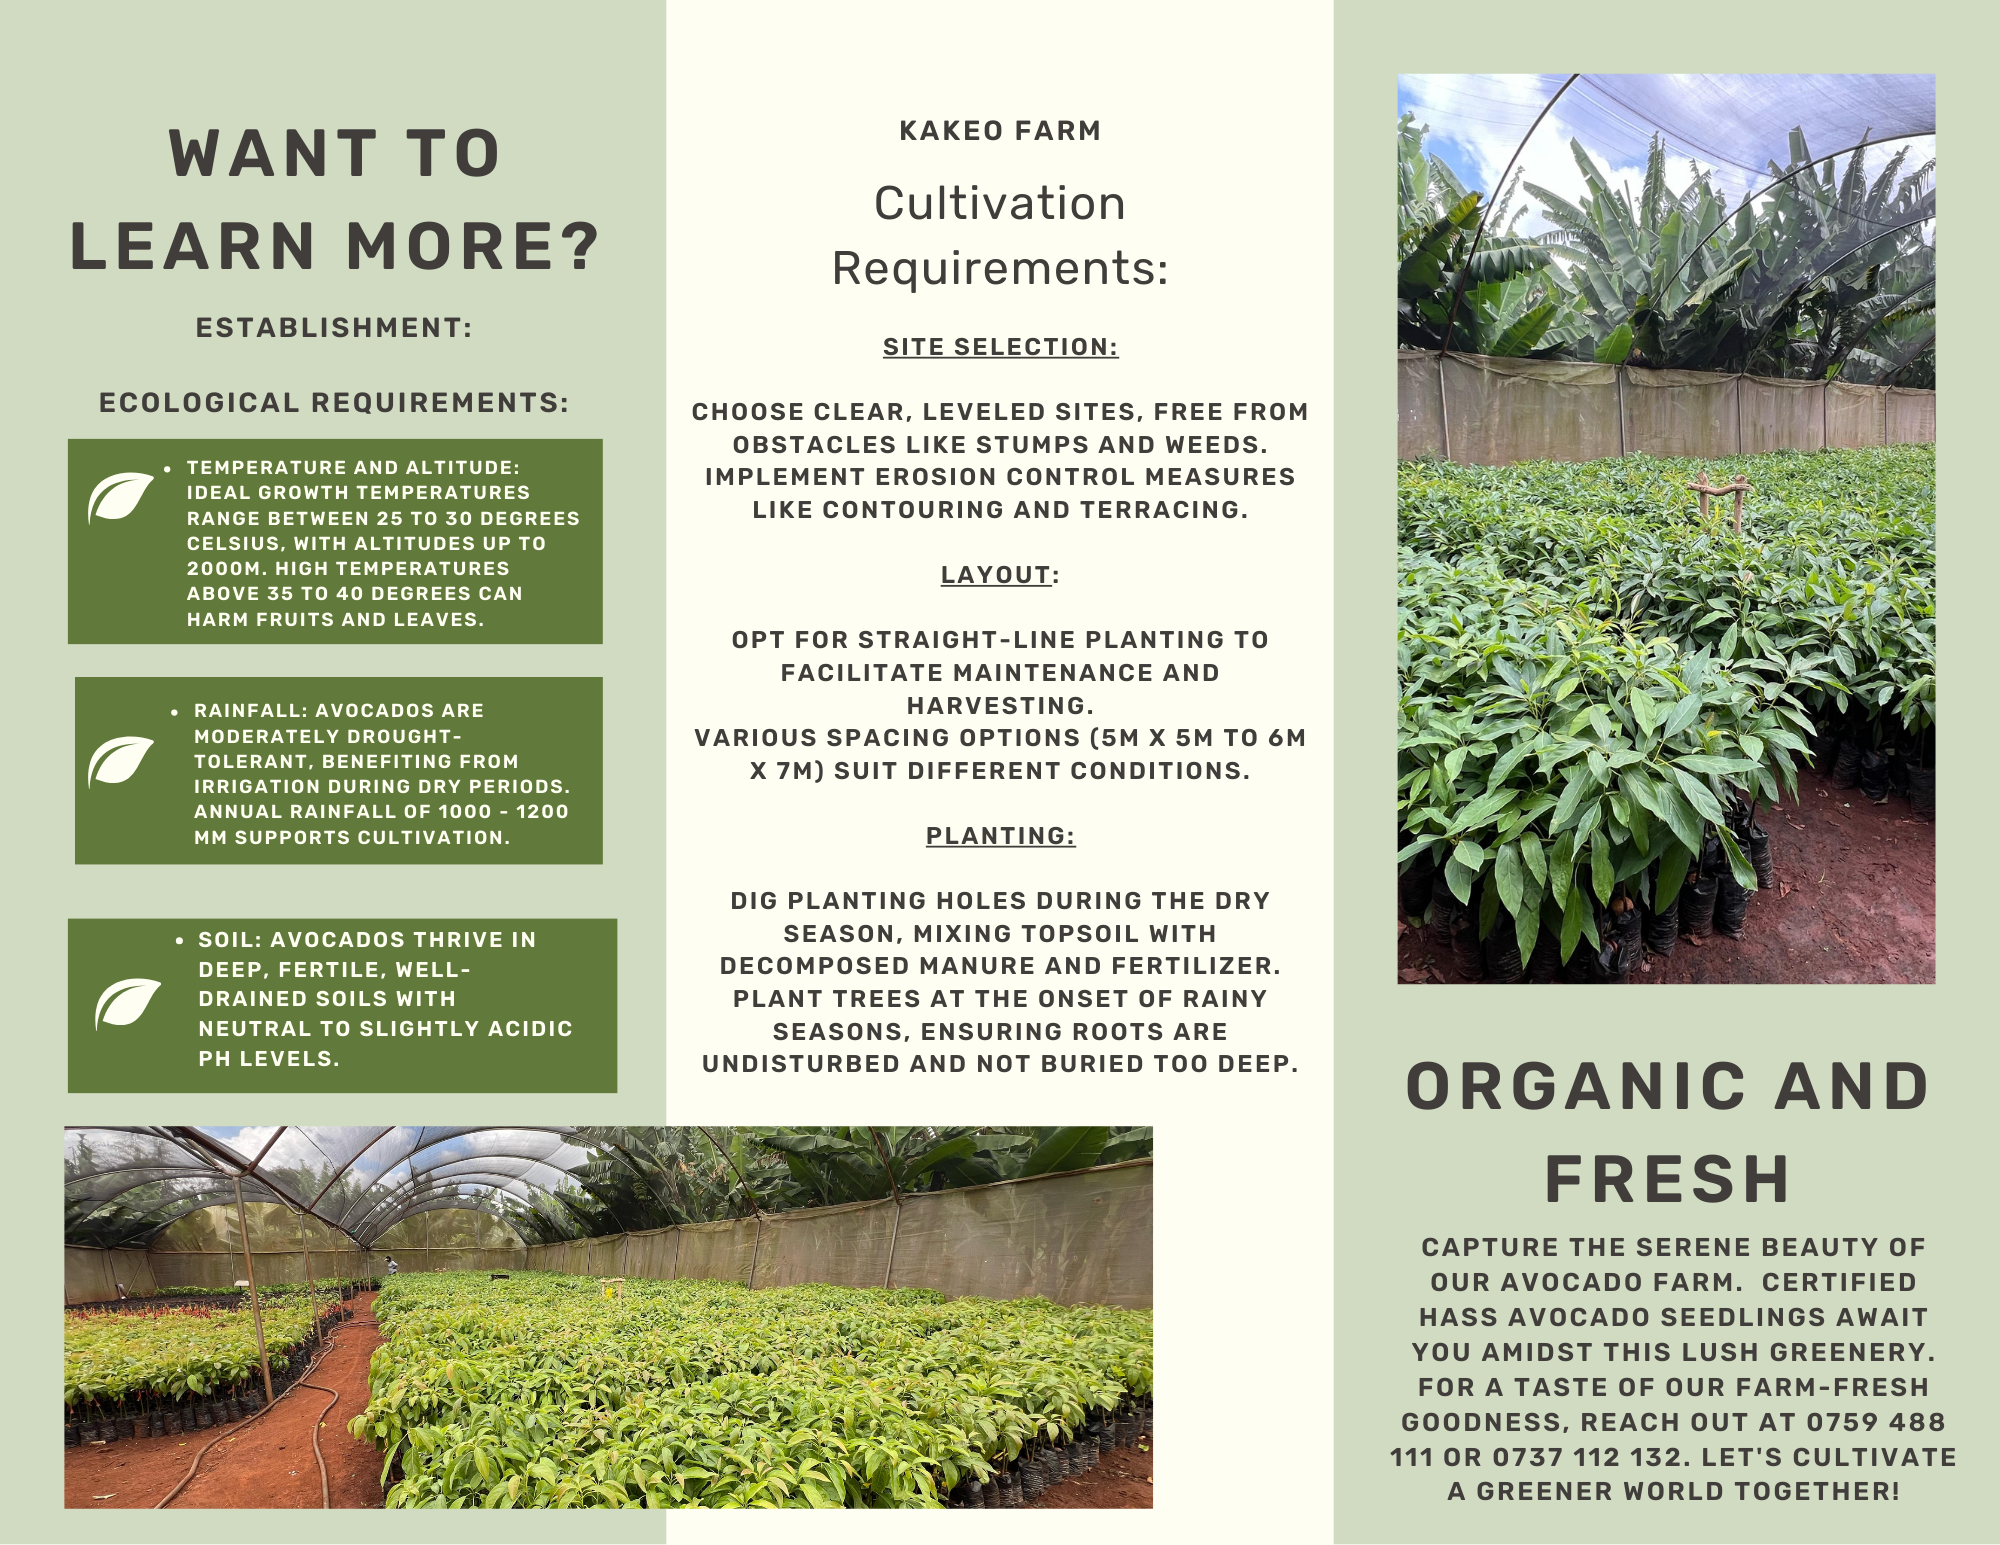 WANT TO
LEARN MORE?
ESTABLISHMENT:
ECOLOGICAL REQUIREMENTS:
• TEMPERATURE AND ALTITUDE:
IDEAL GROWTH TEMPERATURES
RANGE BETWEEN 25 TO 30 DEGREES
CELSIUS, WITH ALTITUDES UP TO
2000M. HIGH TEMPERATURES
ABOVE 35 TO 40 DEGREES CAN
HARM FRUITS AND LEAVES.
• RAINFALL: AVOCADOS ARE
MODERATELY DROUGHT-
TOLERANT, BENEFITING FROM
IRRIGATION DURING DRY PERIODS.
ANNUAL RAINFALL OF 1000 - 1200
MM SUPPORTS CULTIVATION.
• SOIL: AVOCADOS THRIVE IN
DEEP, FERTILE, WELL-
DRAINED SOILS WITH
NEUTRAL TO SLIGHTLY ACIDIC
PH LEVELS.
KAKEO FARM
Cultivation
Requirements:
SITE SELECTION:
CHOOSE CLEAR, LEVELED SITES, FREE FROM
OBSTACLES LIKE STUMPS AND WEEDS.
IMPLEMENT EROSION CONTROL MEASURES
LIKE CONTOURING AND TERRACING.
LAYOUT:
OPT FOR STRAIGHT-LINE PLANTING TO
FACILITATE MAINTENANCE AND
HARVESTING.
VARIOUS SPACING OPTIONS (5M X 5M TO 6M
X 7M) SUIT DIFFERENT CONDITIONS.
PLANTING:
DIG PLANTING HOLES DURING THE DRY
SEASON, MIXING TOPSOIL WITH
DECOMPOSED MANURE AND FERTILIZER.
PLANT TREES AT THE ONSET OF RAINY
SEASONS, ENSURING ROOTS ARE
UNDISTURBED AND NOT BURIED TOO DEEP.
ORGANIC AND
FRESH
CAPTURE THE SERENE BEAUTY OF
OUR AVOCADO FARM.  CERTIFIED
HASS AVOCADO SEEDLINGS AWAIT
YOU AMIDST THIS LUSH GREENERY.
FOR A TASTE OF OUR FARM-FRESH
GOODNESS, REACH OUT AT 0759 488
111 OR 0737 112 132. LET'S CULTIVATE
A GREENER WORLD TOGETHER!